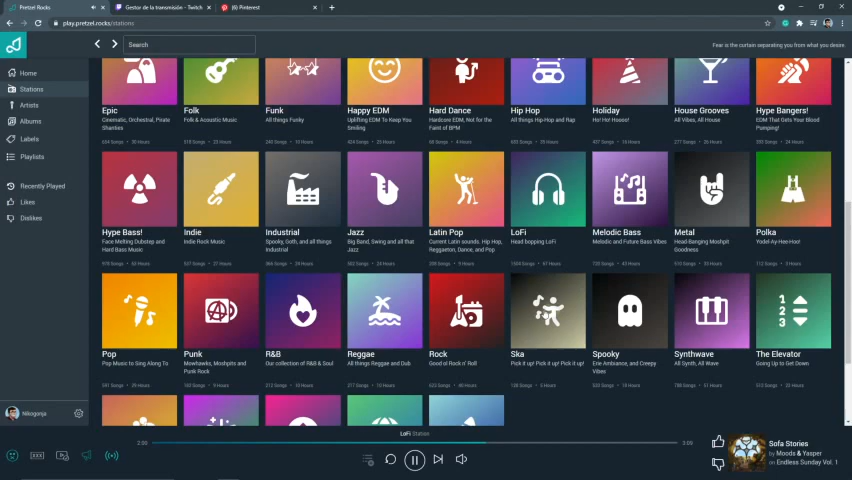 Pretzel Rocks
Gestor de la transmisión - Twitch
(6) Pinterest
play.pretzel.rocks/stations
Search
Fear is the curtain separating you from what you desire.
Home
Stations
Artists
Albums
Labels
Playlists
Recently Played
Likes
Dislikes
Epic
Cinematic, Orchestral, Pirate
Shanties
Folk
Folk & Acoustic Music
Funk
All things Funky
Happy EDM
Uplifting EDM To Keep You
Smiling
Hard Dance
Hardcore EDM, Not for the
Faint of BPM
Hip Hop
All things Hip-Hop and Rap
Holiday
Ho! Ho! Hooo!
House Grooves
All Vibes, All House
Hype Bangers!
EDM That Gets Your Blood
Pumping!
Hype Bass!
Face Melting Dubstep and
Hard Bass Music
Indie
Indie Rock Music
Industrial
Spooky, Goth, and all things
Industrial
Jazz
Big Band, Swing and all that
Jazz
Latin Pop
Current Latin sounds. Hip Hop,
Reggaeton, Dance, and Pop
LoFi
Head bopping LoFi
Melodic Bass
Melodic and Future Bass Vibes
Metal
Head-Banging Moshpit
Goodness
Polka
Yodel-Ay-Hee-Hoo!
Pop
Pop Music to Sing Along To
Punk
Mowhawks, Moshpits and
Punk Rock
R&B
Our collection of R&B & Soul
Reggae
All things Reggae and Dub
Rock
Good ol' Rock n' Roll
Ska
Pick it up! Pick it up! Pick it up!
Spooky
Erie Ambiance, and Creepy
Vibes
Synthwave
All Synth, All Wave
The Elevator
Going Up to Get Down
1
2
3
Nikogonja
LoFi Station
2:00
3:09
Sofa Stories
by Moods & Yasper
on Endless Sunday Vol. 1